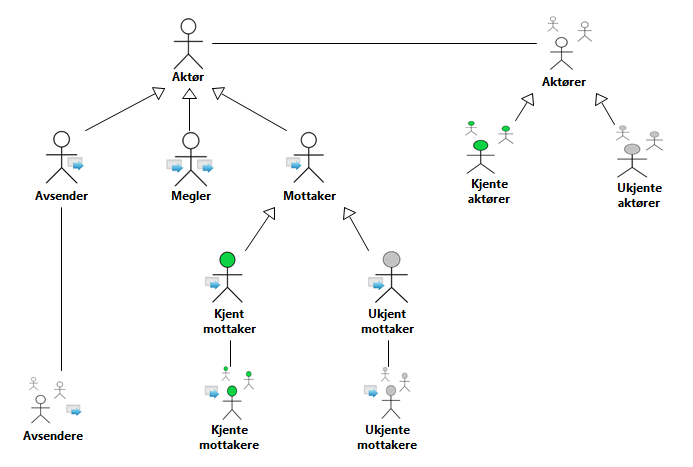 Aktør
Aktører
Avsender
Megler
Mottaker
Kjente
aktører
Ukjente
aktører
Kjent
mottaker
Ukjent
mottaker
Avsendere
Kjente
mottakere
Ukjente
mottakere